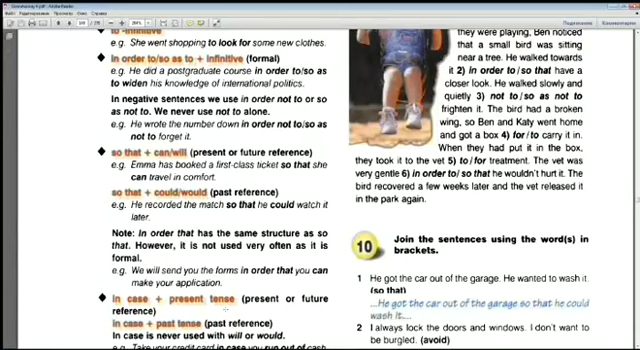 Grammarway 4.pdf - Adobe Reader
to -infinitive
e.g. She went shopping to look for some new clothes.
in order to/so as to + infinitive (formal)
e.g. He did a postgraduate course in order to/so as
to widen his knowledge of international politics.
In negative sentences we use in order not to or so
as not to. We never use not to alone.
e.g. He wrote the number down in order not to/so as
not to forget it.
so that + can/will (present or future reference)
e.g. Emma has booked a first-class ticket so that she
can travel in comfort.
so that + could/would (past reference)
e.g. He recorded the match so that he could watch it
later.
Note: In order that has the same structure as so
that. However, it is not used very often as it is
formal.
e.g. We will send you the forms in order that you can
make your application.
in case + present tense (present or future
reference)
in case + past tense (past reference)
In case is never used with will or would.
e.g. Take your credit card in case you run out of cash
they were playing, Ben noticed
that a small bird was sitting
near a tree. He walked towards
it 2) in order to/so that have a
closer look. He walked slowly and
quietly 3) not to/so as not to
frighten it. The bird had a broken
wing, so Ben and Katy went home
and got a box 4) for/to carry it in.
When they had put it in the box,
they took it to the vet 5) to/for treatment. The vet was
very gentle 6) in order to/so that he wouldn't hurt it. The
bird recovered a few weeks later and the vet released it
in the park again.
10 Join the sentences using the word(s) in
brackets.
1 He got the car out of the garage. He wanted to wash it.
(so that)
...He got the car out of the garage so that he could
wash it....
2 I always lock the doors and windows. I don't want to
be burgled. (avoid)